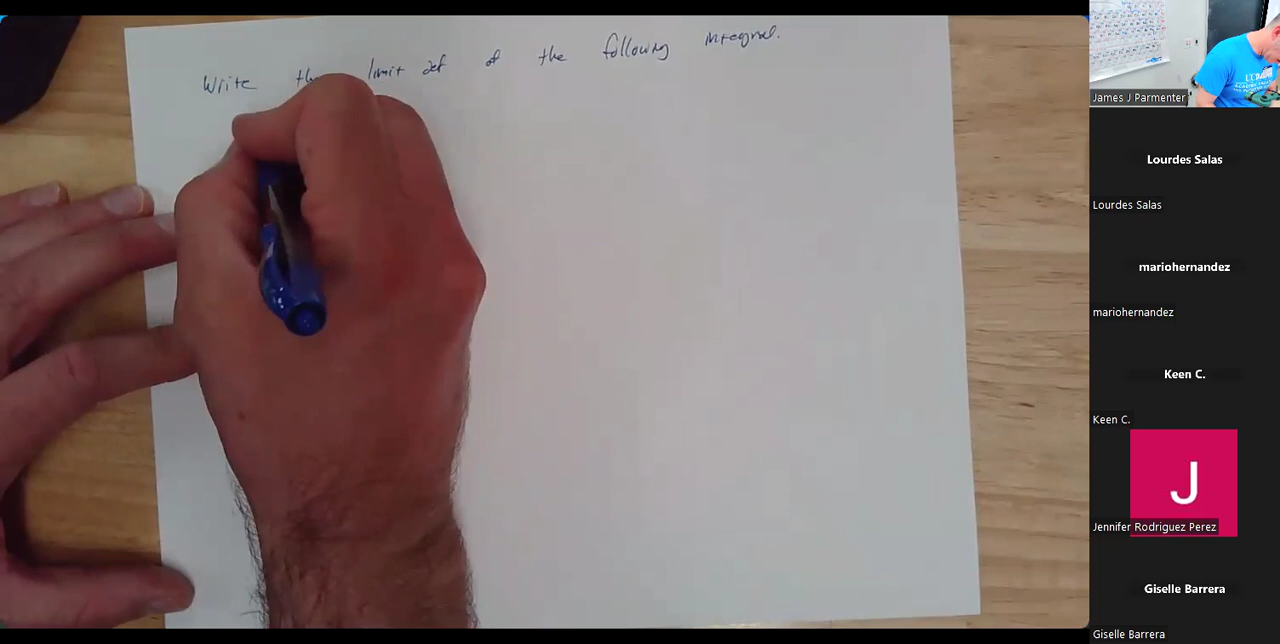 Write the limit def of the following integral.
James J Parmenter
Lourdes Salas
Lourdes Salas
mariohernandez
mariohernandez
Keen C.
Keen C.
J
Jennifer Rodriguez Perez
Giselle Barrera
Giselle Barrera